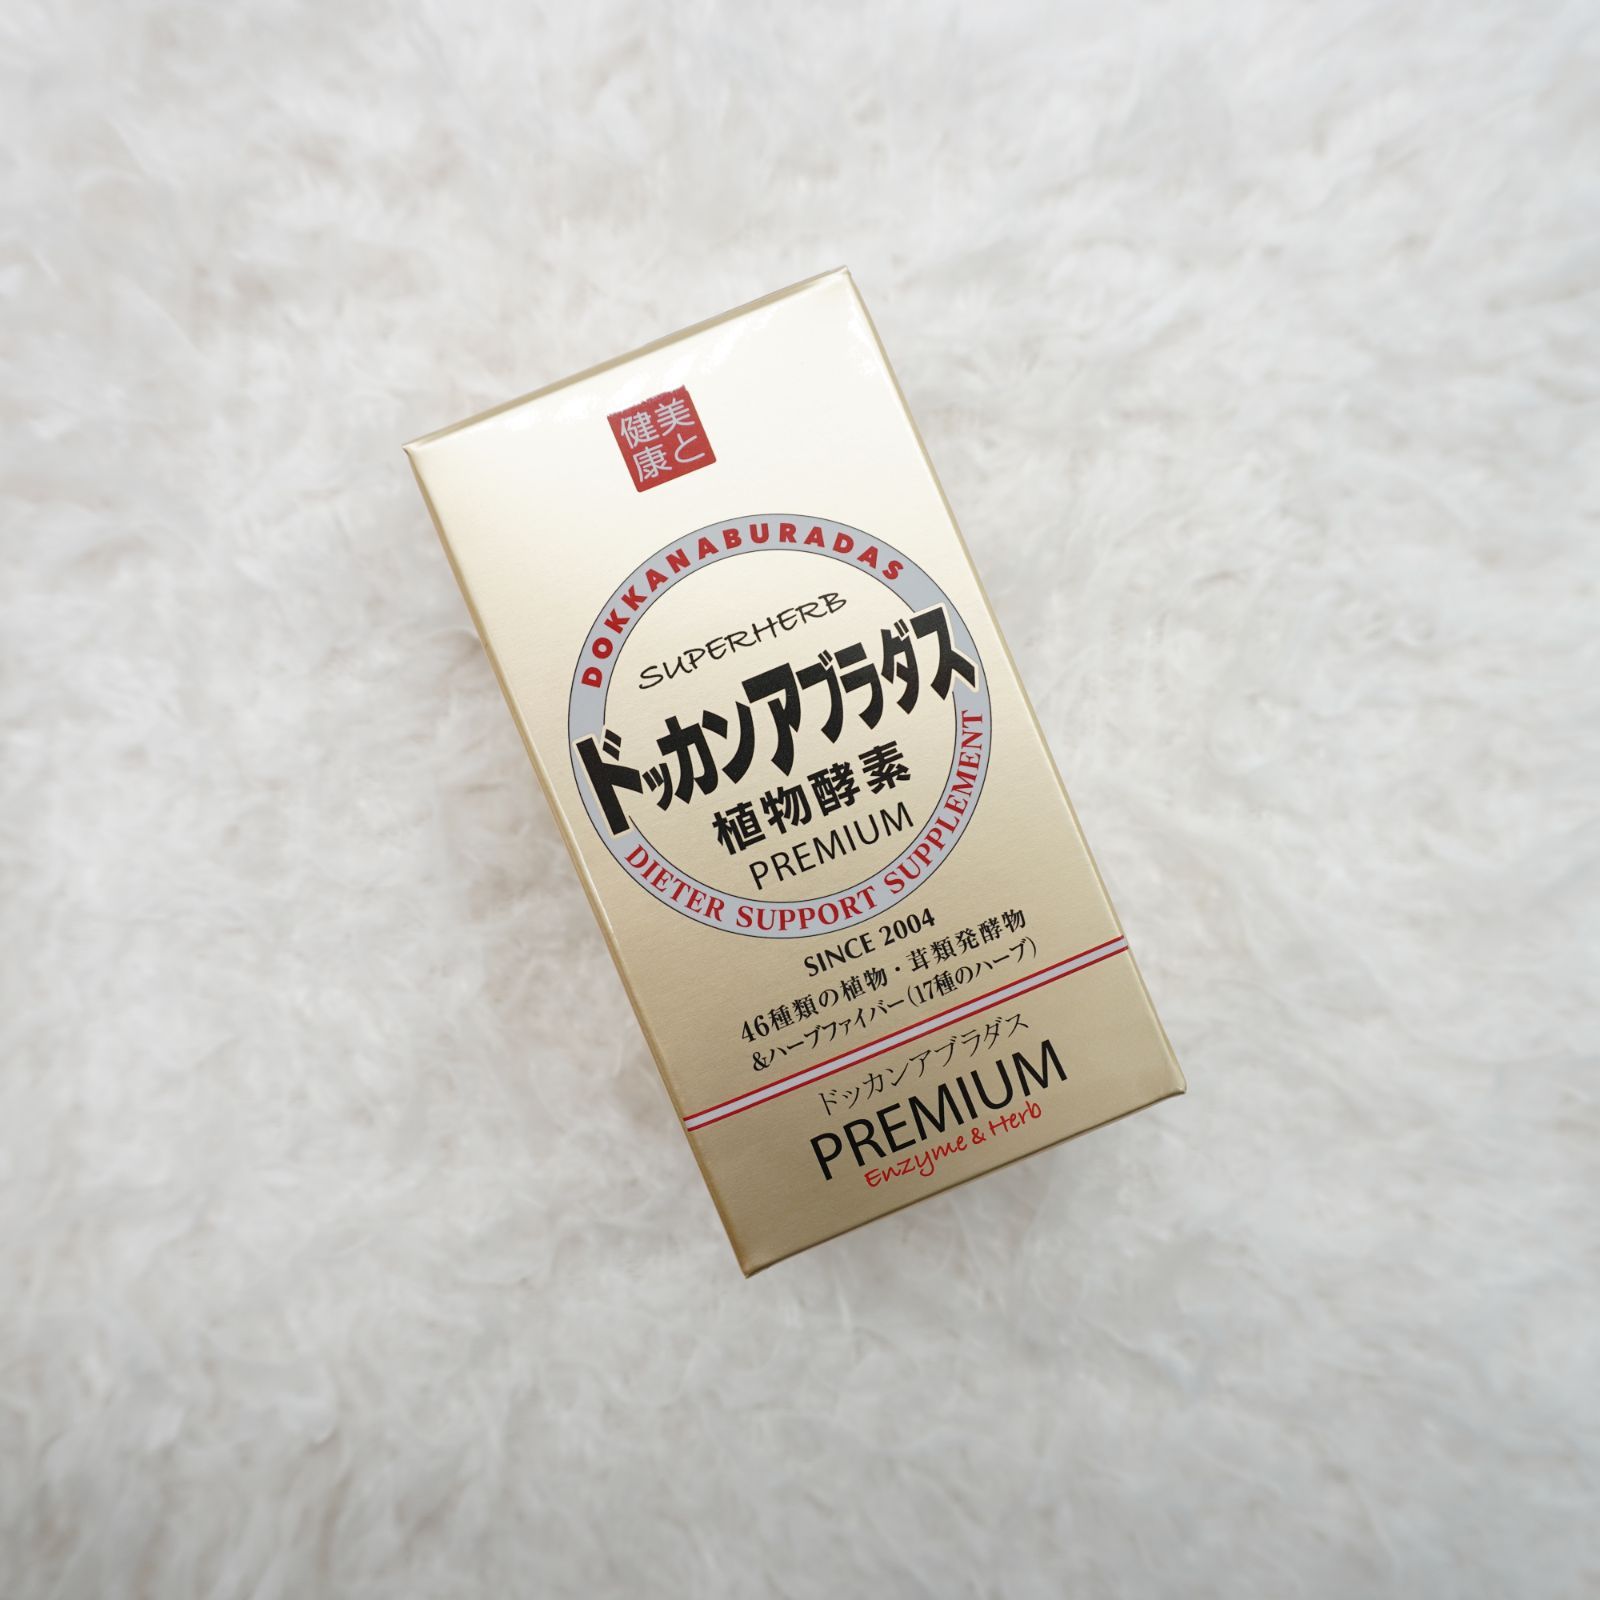 美と
健康
DOKKANABURADAS
SUPERHERB
ドッカンアブラダス
植物酵素
PREMIUM
DIETER SUPPORT SUPPLEMENT
SINCE 2004
46種類の植物・茸類発酵物
&ハーブファイバー(17種のハーブ)
ドッカンアブラダス
PREMIUM
Enzyme & Herb